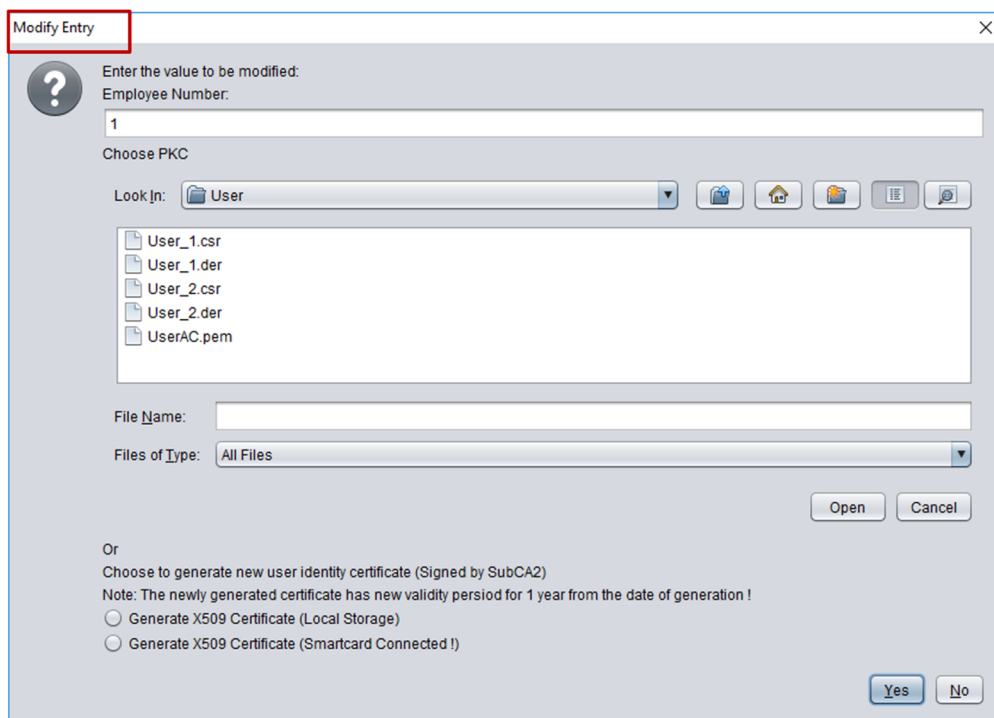 Modify Entry
Enter the value to be modified:
Employee Number:
1
Choose PKC
Look In: User
User_1.csr
User_1.der
User_2.csr
User_2.der
UserAC.pem
File Name:
Files of Type: All Files
Open Cancel
Or
Choose to generate new user identity certificate (Signed by SubCA2)
Note: The newly generated certificate has new validity persiod for 1 year from the date of generation !
Generate X509 Certificate (Local Storage)
Generate X509 Certificate (Smartcard Connected !)
Yes No